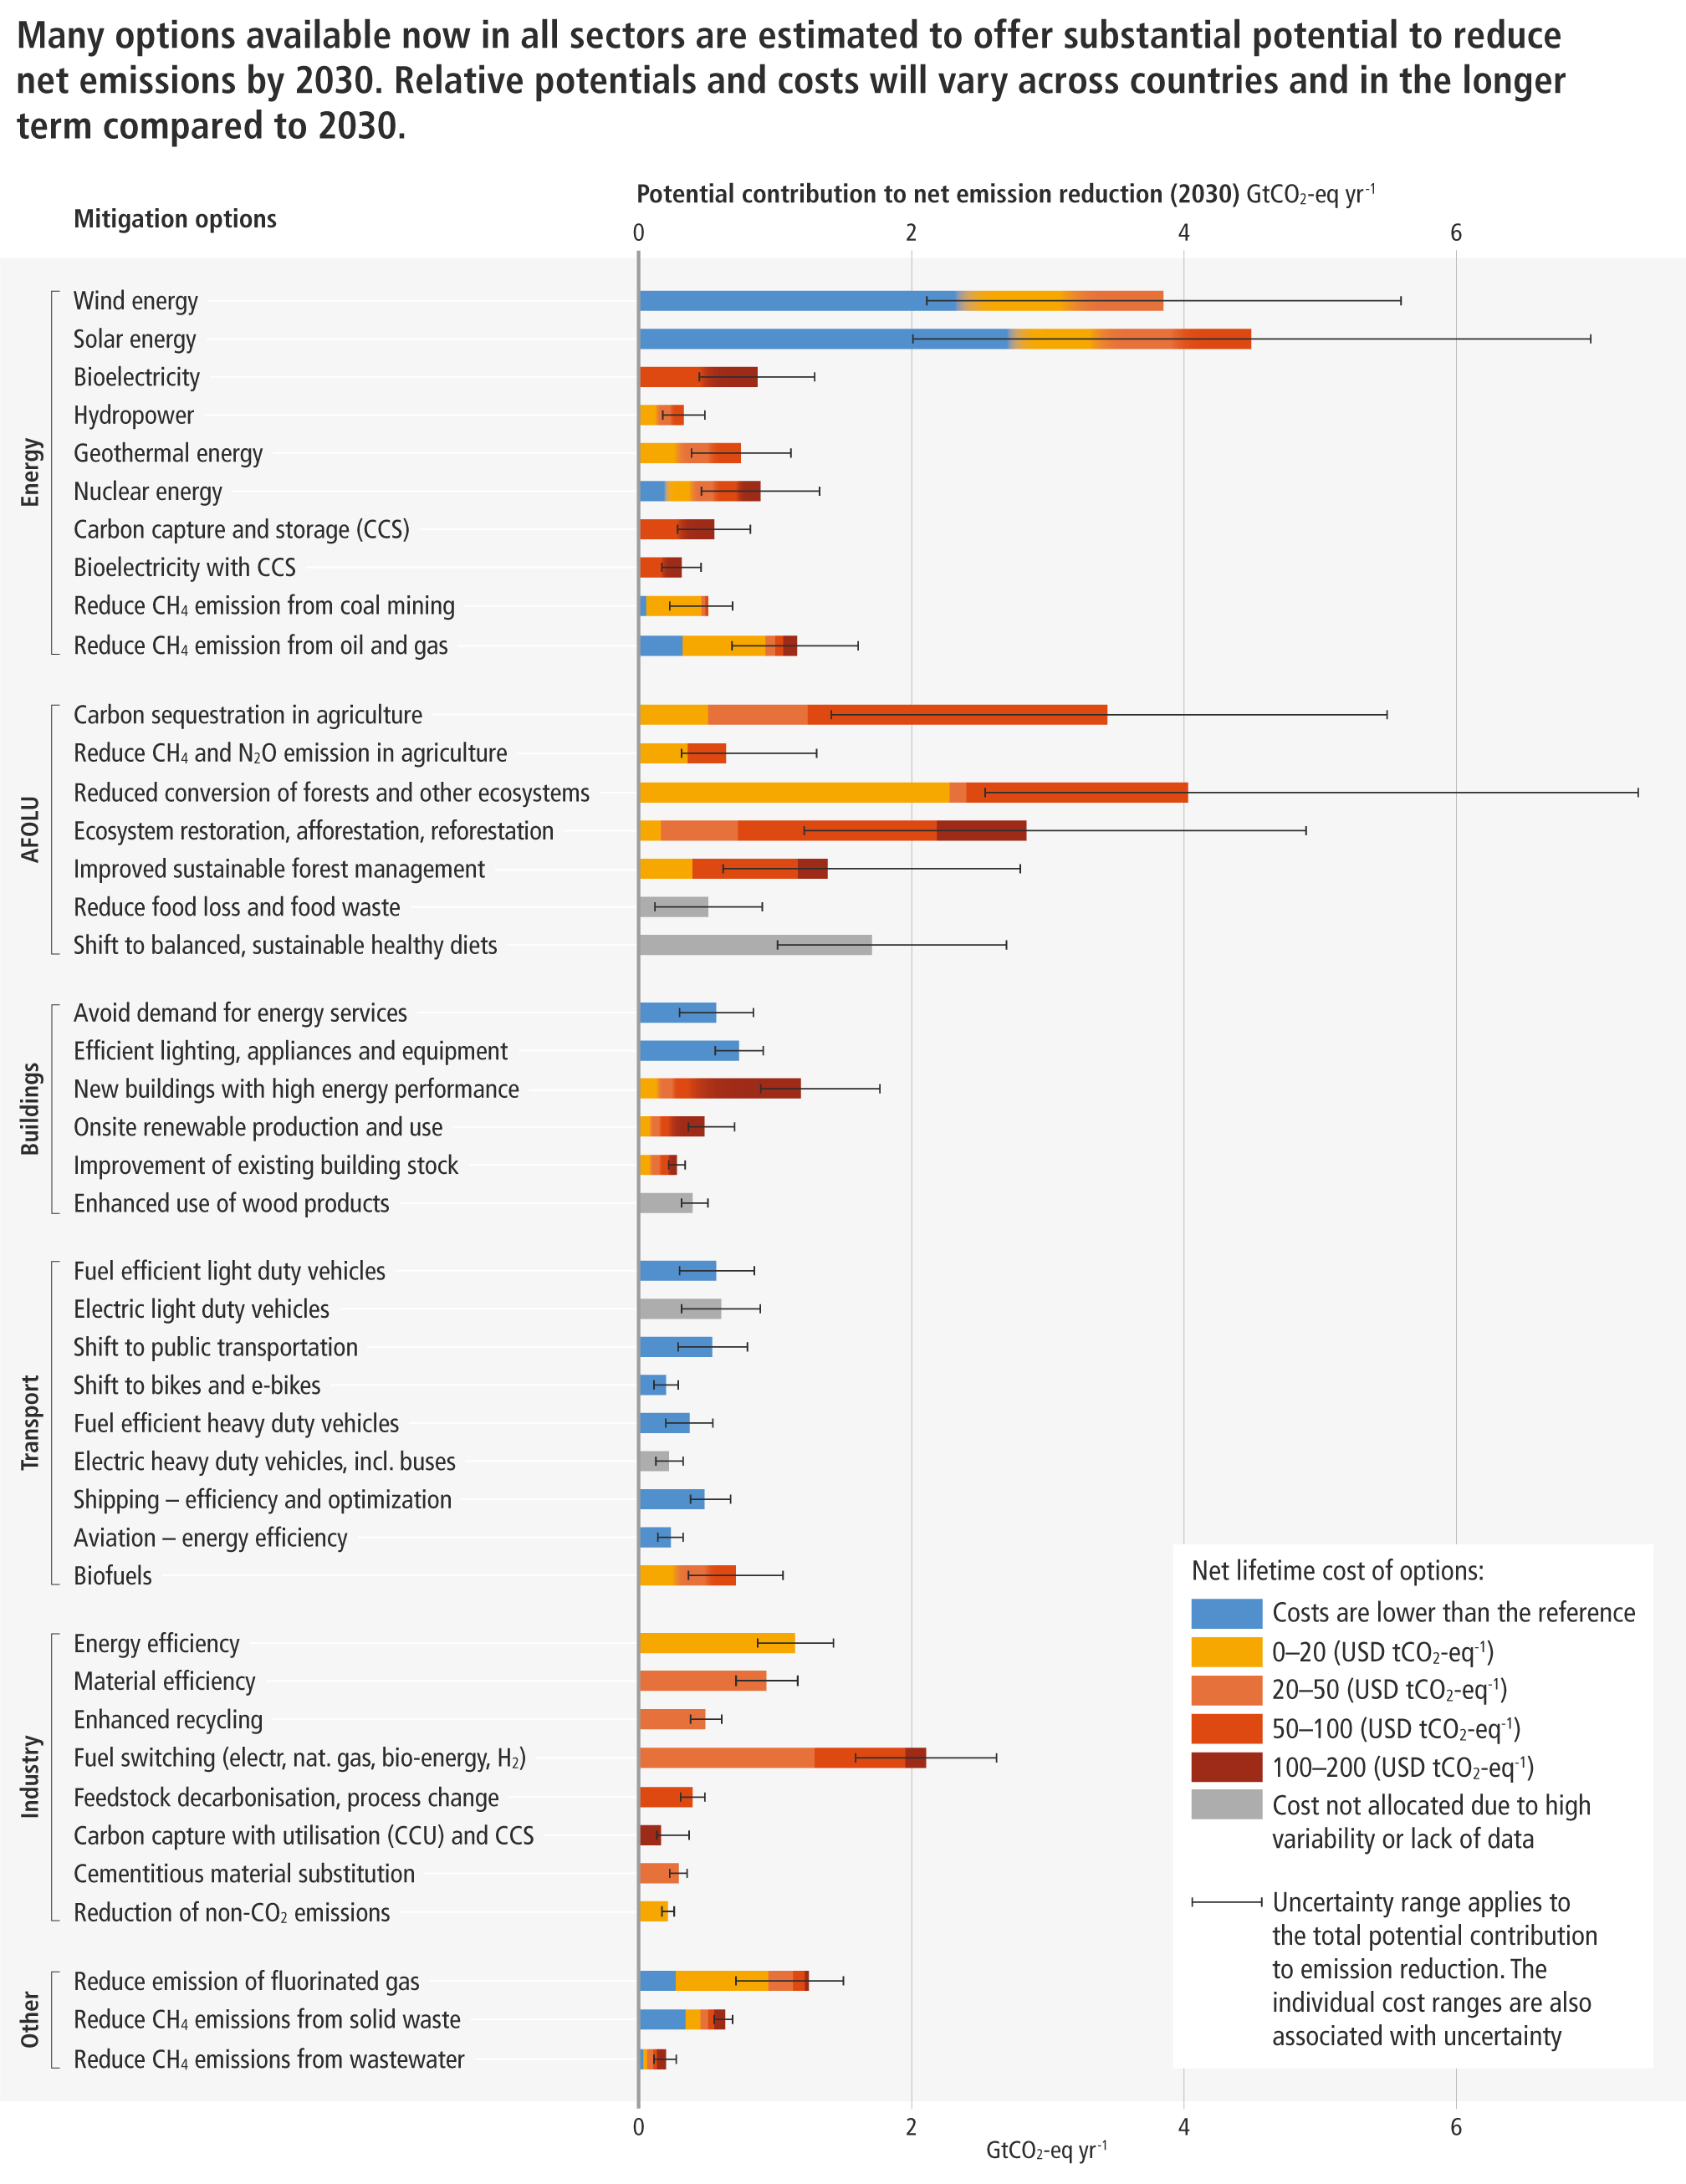 Many options available now in all sectors are estimated to offer substantial potential to reduce
net emissions by 2030. Relative potentials and costs will vary across countries and in the longer
term compared to 2030.
Potential contribution to net emission reduction (2030) GtCO₂-eq yr⁻¹
Mitigation options
0 2 4 6
Energy
Wind energy
Solar energy
Bioelectricity
Hydropower
Geothermal energy
Nuclear energy
Carbon capture and storage (CCS)
Bioelectricity with CCS
Reduce CH₄ emission from coal mining
Reduce CH₄ emission from oil and gas
AFOLU
Carbon sequestration in agriculture
Reduce CH₄ and N₂O emission in agriculture
Reduced conversion of forests and other ecosystems
Ecosystem restoration, afforestation, reforestation
Improved sustainable forest management
Reduce food loss and food waste
Shift to balanced, sustainable healthy diets
Buildings
Avoid demand for energy services
Efficient lighting, appliances and equipment
New buildings with high energy performance
Onsite renewable production and use
Improvement of existing building stock
Enhanced use of wood products
Transport
Fuel efficient light duty vehicles
Electric light duty vehicles
Shift to public transportation
Shift to bikes and e-bikes
Fuel efficient heavy duty vehicles
Electric heavy duty vehicles, incl. buses
Shipping – efficiency and optimization
Aviation – energy efficiency
Biofuels
Industry
Energy efficiency
Material efficiency
Enhanced recycling
Fuel switching (electr, nat. gas, bio-energy, H₂)
Feedstock decarbonisation, process change
Carbon capture with utilisation (CCU) and CCS
Cementitious material substitution
Reduction of non-CO₂ emissions
Other
Reduce emission of fluorinated gas
Reduce CH₄ emissions from solid waste
Reduce CH₄ emissions from wastewater
Net lifetime cost of options:
Costs are lower than the reference
0–20 (USD tCO₂-eq⁻¹)
20–50 (USD tCO₂-eq⁻¹)
50–100 (USD tCO₂-eq⁻¹)
100–200 (USD tCO₂-eq⁻¹)
Cost not allocated due to high
variability or lack of data
Uncertainty range applies to
the total potential contribution
to emission reduction. The
individual cost ranges are also
associated with uncertainty
0 2 4 6
GtCO₂-eq yr⁻¹